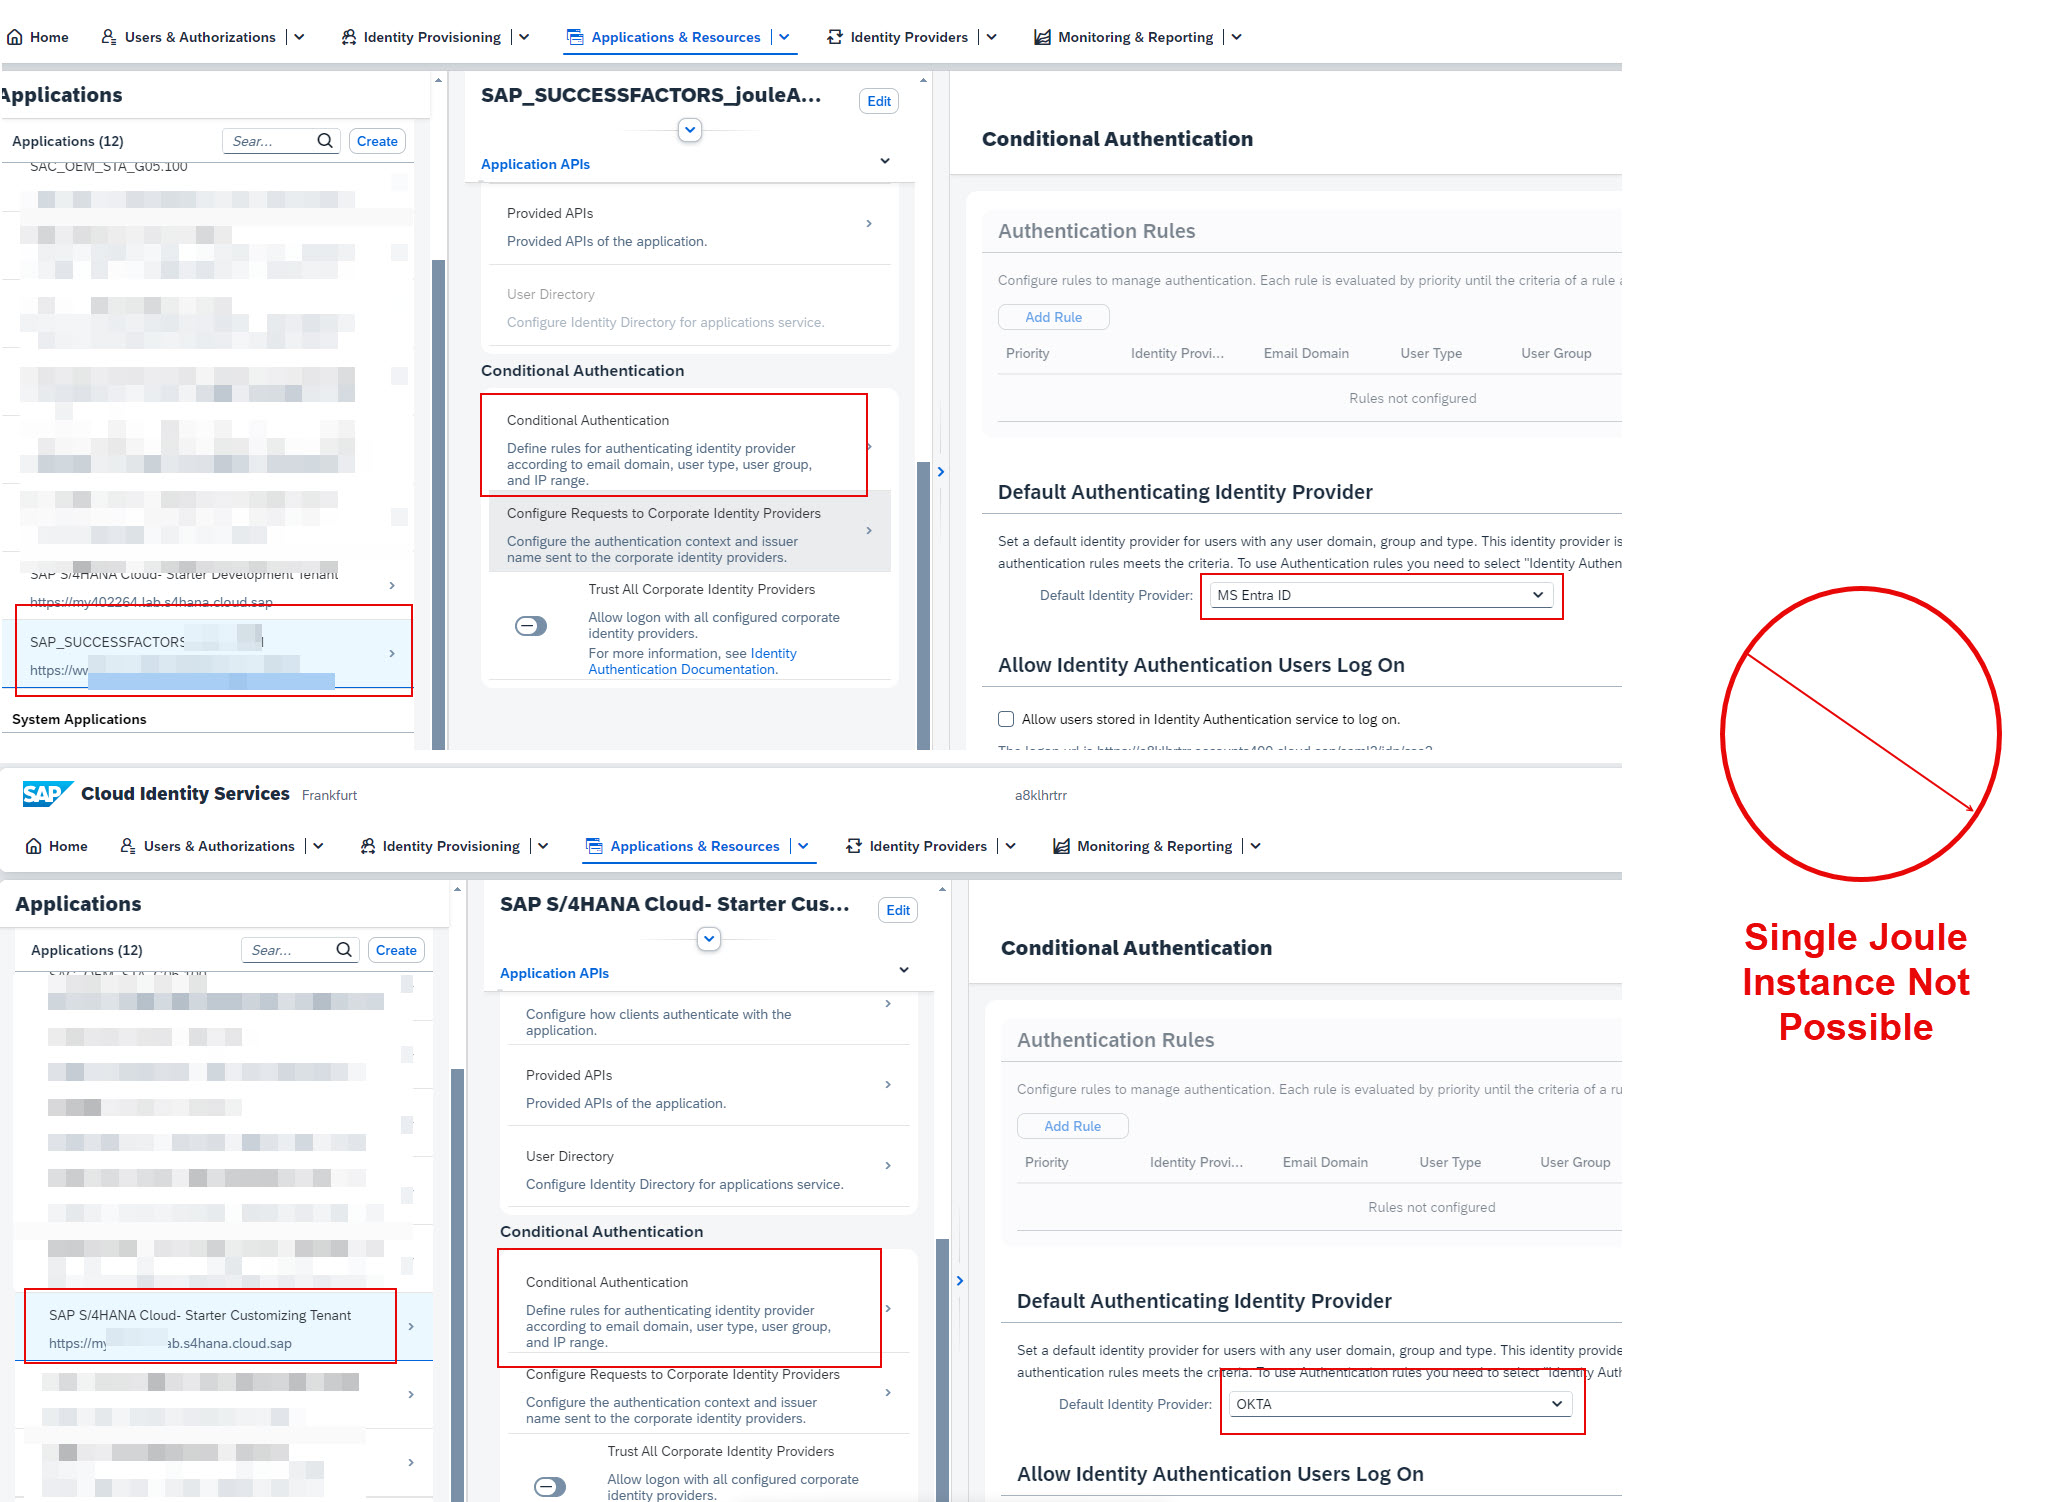 Home
Users & Authorizations
Identity Provisioning
Applications & Resources
Identity Providers
Monitoring & Reporting
Applications
Applications (12)
Sear...
Create
SAC_OEM_STA_G05.100
SAP S/4HANA Cloud- Starter Development Tenant
https://my402264.lab.s4hana.cloud.sap
SAP_SUCCESSFACTORS
https://
System Applications
SAP_SUCCESSFACTORS_jouleA...
Edit
Application APIs
Provided APIs
Provided APIs of the application.
User Directory
Configure Identity Directory for applications service.
Conditional Authentication
Conditional Authentication
Define rules for authenticating identity provider
according to email domain, user type, user group,
and IP range.
Configure Requests to Corporate Identity Providers
Configure the authentication context and issuer
name sent to the corporate identity providers.
Trust All Corporate Identity Providers
Allow logon with all configured corporate
identity providers.
For more information, see Identity
Authentication Documentation.
Conditional Authentication
Authentication Rules
Configure rules to manage authentication. Each rule is evaluated by priority until the criteria of a rule
Add Rule
Priority
Identity Provi...
Email Domain
User Type
User Group
Rules not configured
Default Authenticating Identity Provider
Set a default identity provider for users with any user domain, group and type. This identity provider is
authentication rules meets the criteria. To use Authentication rules you need to select "Identity Authen
Default Identity Provider:
MS Entra ID
Allow Identity Authentication Users Log On
Allow users stored in Identity Authentication service to log on.
SAP
Cloud Identity Services
Frankfurt
a8klhrtrr
Home
Users & Authorizations
Identity Provisioning
Applications & Resources
Identity Providers
Monitoring & Reporting
Applications
Applications (12)
Sear...
Create
SAC_OEM_STA_G05.100
SAP S/4HANA Cloud- Starter Customizing Tenant
https://my ab.s4hana.cloud.sap
SAP S/4HANA Cloud- Starter Cus...
Edit
Application APIs
Configure how clients authenticate with the
application.
Provided APIs
Provided APIs of the application.
User Directory
Configure Identity Directory for applications service.
Conditional Authentication
Conditional Authentication
Define rules for authenticating identity provider
according to email domain, user type, user group,
and IP range.
Configure Requests to Corporate Identity Providers
Configure the authentication context and issuer
name sent to the corporate identity providers.
Trust All Corporate Identity Providers
Allow logon with all configured corporate
identity providers.
Conditional Authentication
Authentication Rules
Configure rules to manage authentication. Each rule is evaluated by priority until the criteria of a ru
Add Rule
Priority
Identity Provi...
Email Domain
User Type
User Group
Rules not configured
Default Authenticating Identity Provider
Set a default identity provider for users with any user domain, group and type. This identity provide
authentication rules meets the criteria. To use Authentication rules you need to select "Identity Auth
Default Identity Provider:
OKTA
Allow Identity Authentication Users Log On
Single Joule
Instance Not
Possible